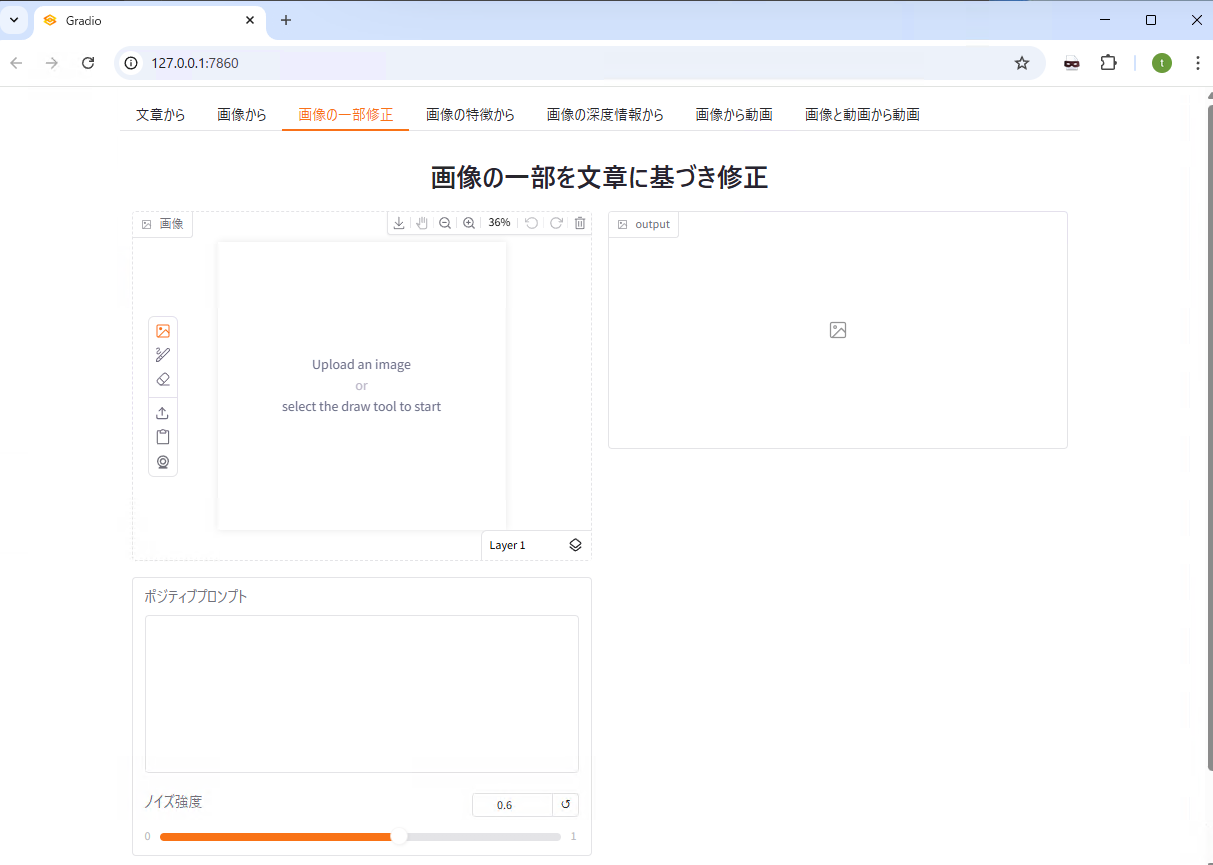 Gradio
127.0.0.1:7860
t
文章から 画像から 画像の一部修正 画像の特徴から 画像の深度情報から 画像から動画 画像と動画から動画
画像の一部を文章に基づき修正
画像
36%
Upload an image
or
select the draw tool to start
Layer 1
output
ポジティブプロンプト
ノイズ強度
0.6
0
1